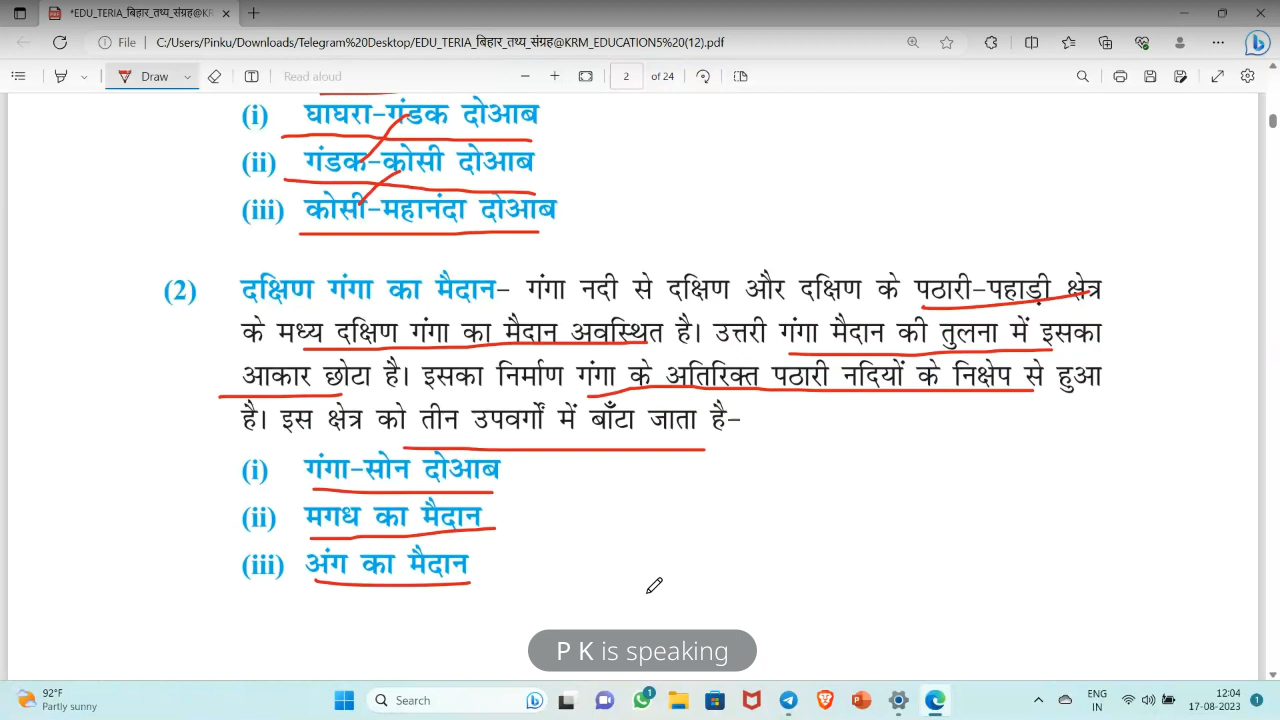 *EDU_TERIA_बिहार_तथ्य_संग्रह@KR
File C:/Users/Pinku/Downloads/Telegram%20Desktop/EDU_TERIA_बिहार_तथ्य_संग्रह@KRM_EDUCATION5%20(12).pdf
Draw Read aloud 2 of 24
(i) घाघरा-गंडक दोआब
(ii) गंडक-कोसी दोआब
(iii) कोसी-महानंदा दोआब
(2) दक्षिण गंगा का मैदान- गंगा नदी से दक्षिण और दक्षिण के पठारी-पहाड़ी क्षेत्र
के मध्य दक्षिण गंगा का मैदान अवस्थित है। उत्तरी गंगा मैदान की तुलना में इसका
आकार छोटा है। इसका निर्माण गंगा के अतिरिक्त पठारी नदियों के निक्षेप से हुआ
है। इस क्षेत्र को तीन उपवर्गों में बाँटा जाता है-
(i) गंगा-सोन दोआब
(ii) मगध का मैदान
(iii) अंग का मैदान
P K is speaking
92°F
Partly sunny
Search
1
ENG
IN
12:04
17-08-2023
1